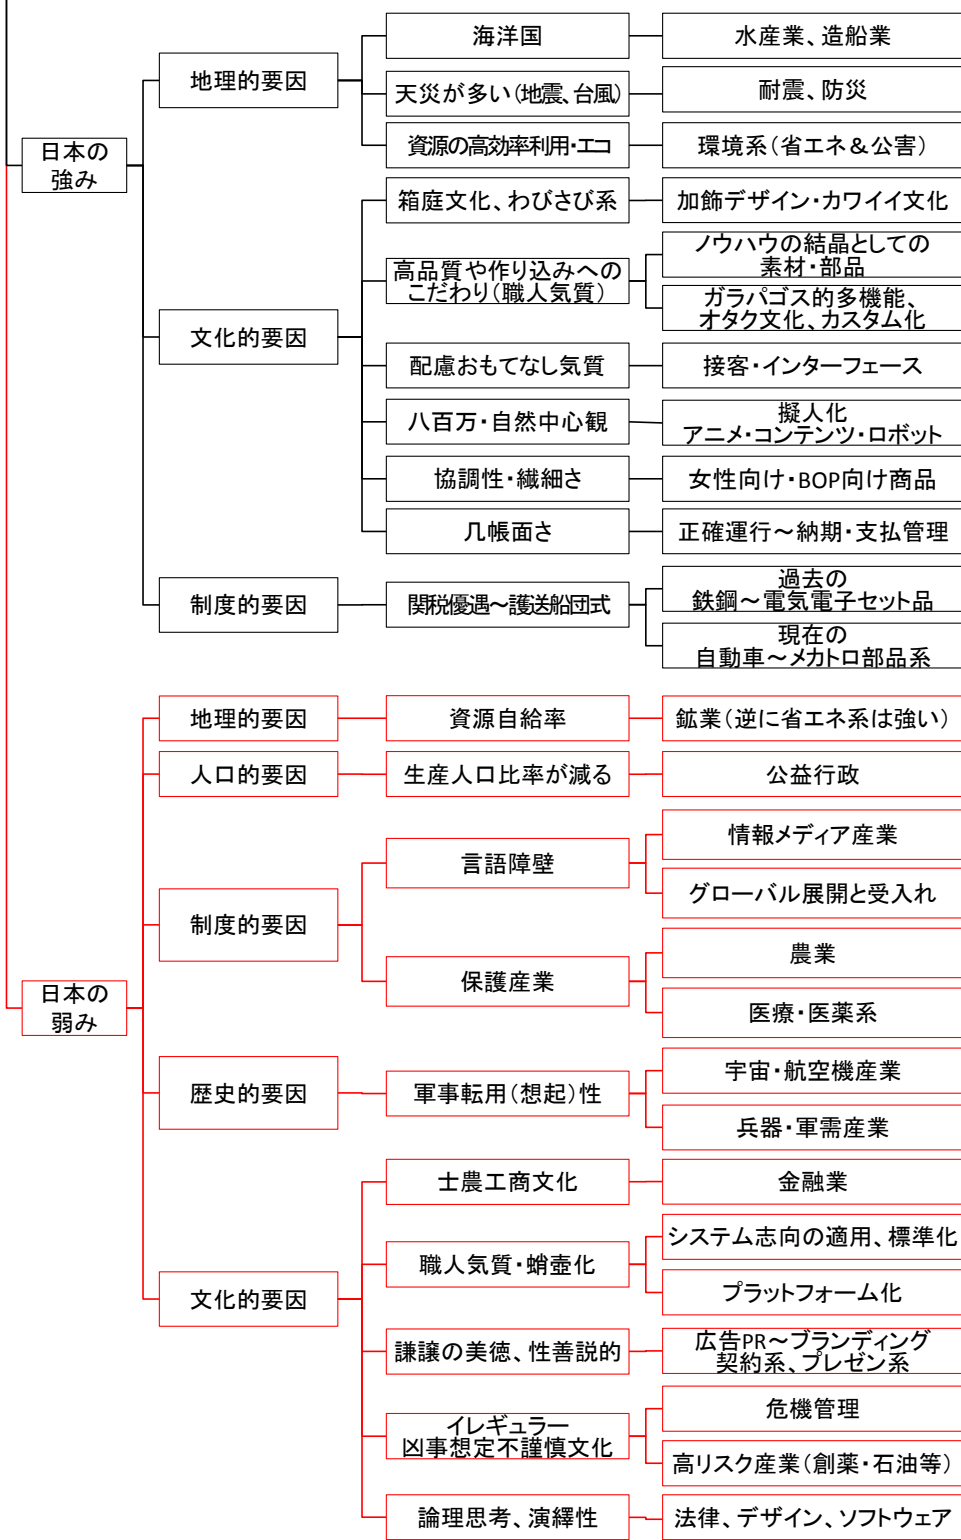 日本の
強み
地理的要因
海洋国
水産業、造船業
天災が多い(地震、台風)
耐震、防災
資源の高効率利用・エコ
環境系(省エネ＆公害)
文化的要因
箱庭文化、わびさび系
加飾デザイン・カワイイ文化
高品質や作り込みへの
こだわり(職人気質)
ノウハウの結晶としての
素材・部品
ガラパゴス的多機能、
オタク文化、カスタム化
配慮おもてなし気質
接客・インターフェース
八百万・自然中心観
擬人化
アニメ・コンテンツ・ロボット
協調性・繊細さ
女性向け・BOP向け商品
几帳面さ
正確運行～納期・支払管理
制度的要因
関税優遇～護送船団式
過去の
鉄鋼～電気電子セット品
現在の
自動車～メカトロ部品系
日本の
弱み
地理的要因
資源自給率
鉱業(逆に省エネ系は強い)
人口的要因
生産人口比率が減る
公益行政
制度的要因
言語障壁
情報メディア産業
グローバル展開と受入れ
保護産業
農業
医療・医薬系
歴史的要因
軍事転用(想起)性
宇宙・航空機産業
兵器・軍需産業
文化的要因
士農工商文化
金融業
職人気質・蛸壺化
システム志向の適用、標準化
プラットフォーム化
謙譲の美徳、性善説的
広告PR～ブランディング
契約系、プレゼン系
イレギュラー
凶事想定不謹慎文化
危機管理
高リスク産業(創薬・石油等)
論理思考、演繹性
法律、デザイン、ソフトウェア